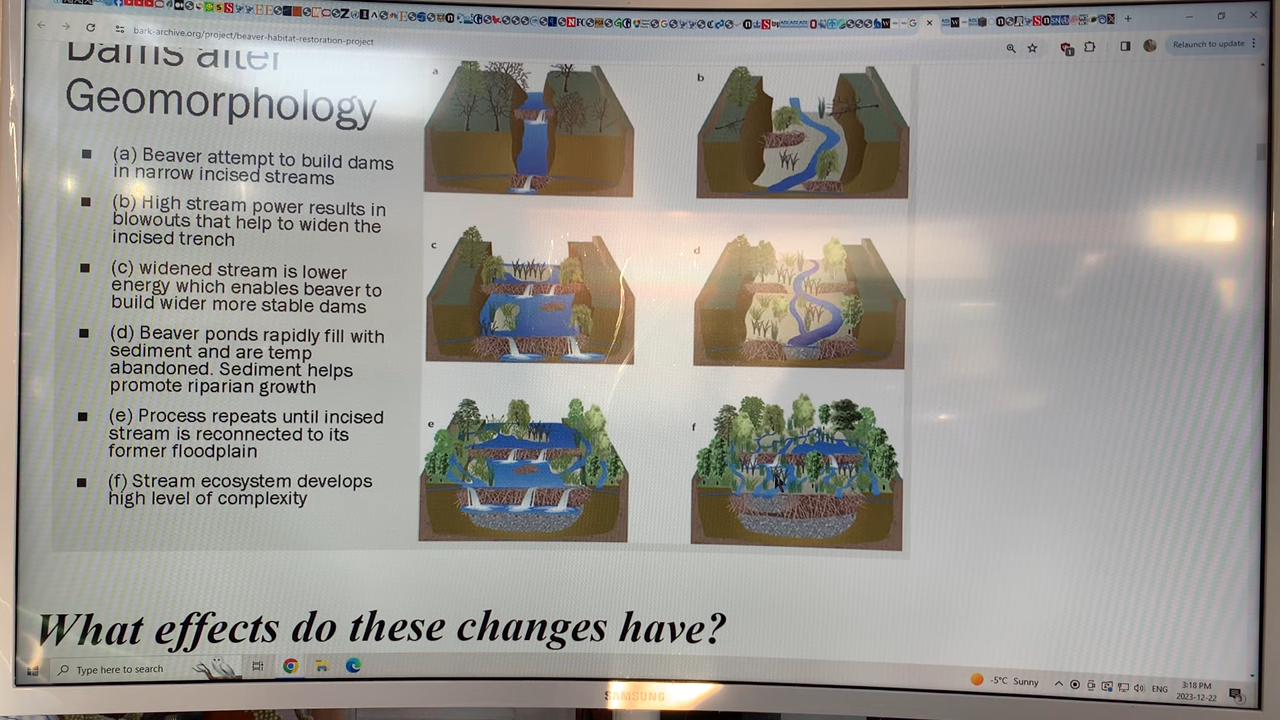 bark-archive.org/project/beaver-habitat-restoration-project
Relaunch to update
Dams alter
Geomorphology
(a) Beaver attempt to build dams
in narrow incised streams
(b) High stream power results in
blowouts that help to widen the
incised trench
(c) widened stream is lower
energy which enables beaver to
build wider more stable dams
(d) Beaver ponds rapidly fill with
sediment and are temp
abandoned. Sediment helps
promote riparian growth
(e) Process repeats until incised
stream is reconnected to its
former floodplain
(f) Stream ecosystem develops
high level of complexity
a
b
c
d
e
f
What effects do these changes have?
Type here to search
-5°C Sunny
ENG
3:18 PM
2023-12-22
SAMSUNG